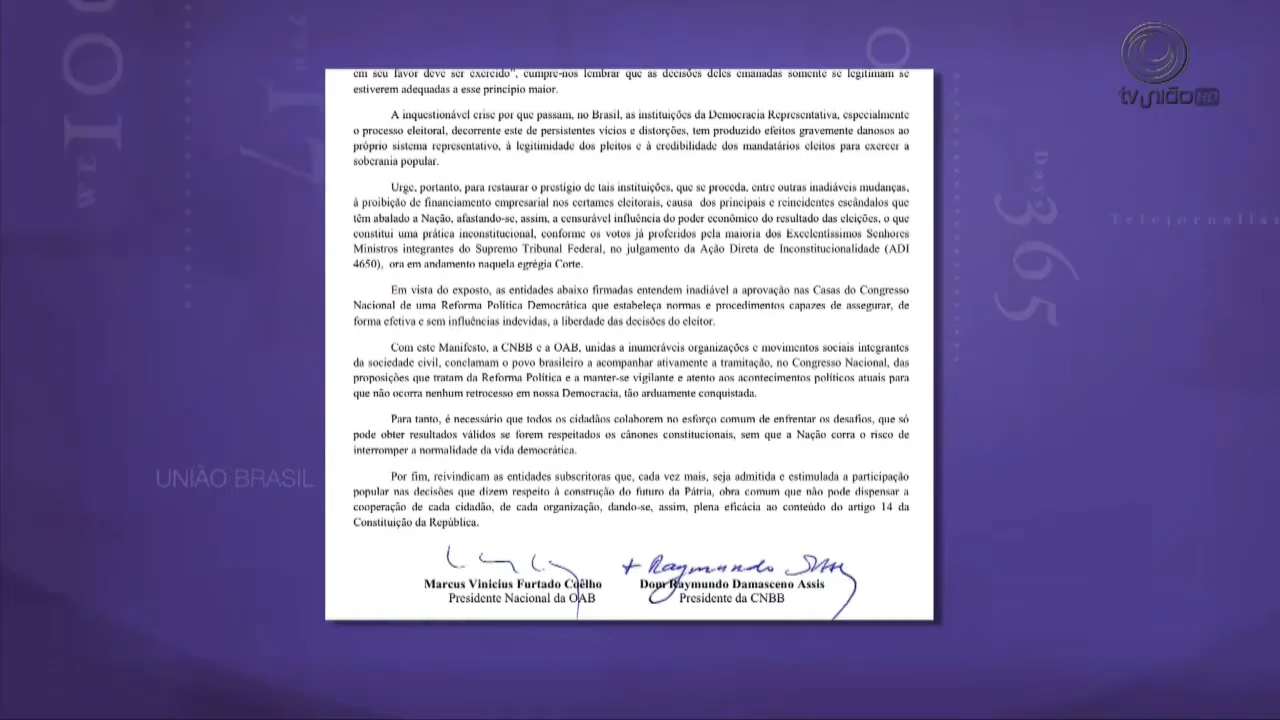 em seu favor deve ser exercido", cumpre-nos lembrar que as decisões deles emanadas somente se legitimam se
estiverem adequadas a esse princípio maior.
A inquestionável crise por que passam, no Brasil, as instituições da Democracia Representativa, especialmente
o processo eleitoral, decorrente este de persistentes vícios e distorções, tem produzido efeitos gravemente danosos ao
próprio sistema representativo, à legitimidade dos pleitos e à credibilidade dos mandatários eleitos para exercer a
soberania popular.
Urge, portanto, para restaurar o prestígio de tais instituições, que se proceda, entre outras inadiáveis mudanças,
à proibição de financiamento empresarial nos certames eleitorais, causa dos principais e reincidentes escândalos que
têm abalado a Nação, afastando-se, assim, a censurável influência do poder econômico do resultado das eleições, o que
constitui uma prática inconstitucional, conforme os votos já proferidos pela maioria dos Excelentíssimos Senhores
Ministros integrantes do Supremo Tribunal Federal, no julgamento da Ação Direta de Inconstitucionalidade (ADI
4650), ora em andamento naquela egrégia Corte.
Em vista do exposto, as entidades abaixo firmadas entendem inadiável a aprovação nas Casas do Congresso
Nacional de uma Reforma Política Democrática que estabeleça normas e procedimentos capazes de assegurar, de
forma efetiva e sem influências indevidas, a liberdade das decisões do eleitor.
Com este Manifesto, a CNBB e a OAB, unidas a inumeráveis organizações e movimentos sociais integrantes
da sociedade civil, conclamam o povo brasileiro a acompanhar ativamente a tramitação, no Congresso Nacional, das
proposições que tratam da Reforma Política e a manter-se vigilante e atento aos acontecimentos políticos atuais para
que não ocorra nenhum retrocesso em nossa Democracia, tão arduamente conquistada.
Para tanto, é necessário que todos os cidadãos colaborem no esforço comum de enfrentar os desafios, que só
pode obter resultados válidos se forem respeitados os cânones constitucionais, sem que a Nação corra o risco de
interromper a normalidade da vida democrática.
Por fim, reivindicam as entidades subscritoras que, cada vez mais, seja admitida e estimulada a participação
popular nas decisões que dizem respeito à construção do futuro da Pátria, obra comum que não pode dispensar a
cooperação de cada cidadão, de cada organização, dando-se, assim, plena eficácia ao conteúdo do artigo 14 da
Constituição da República.
+ Raymundo
Marcus Vinicius Furtado Coêlho
Presidente Nacional da OAB
Dom Raymundo Damasceno Assis
Presidente da CNBB
tv união HD
UNIÃO BRASIL
365
Telejornalis